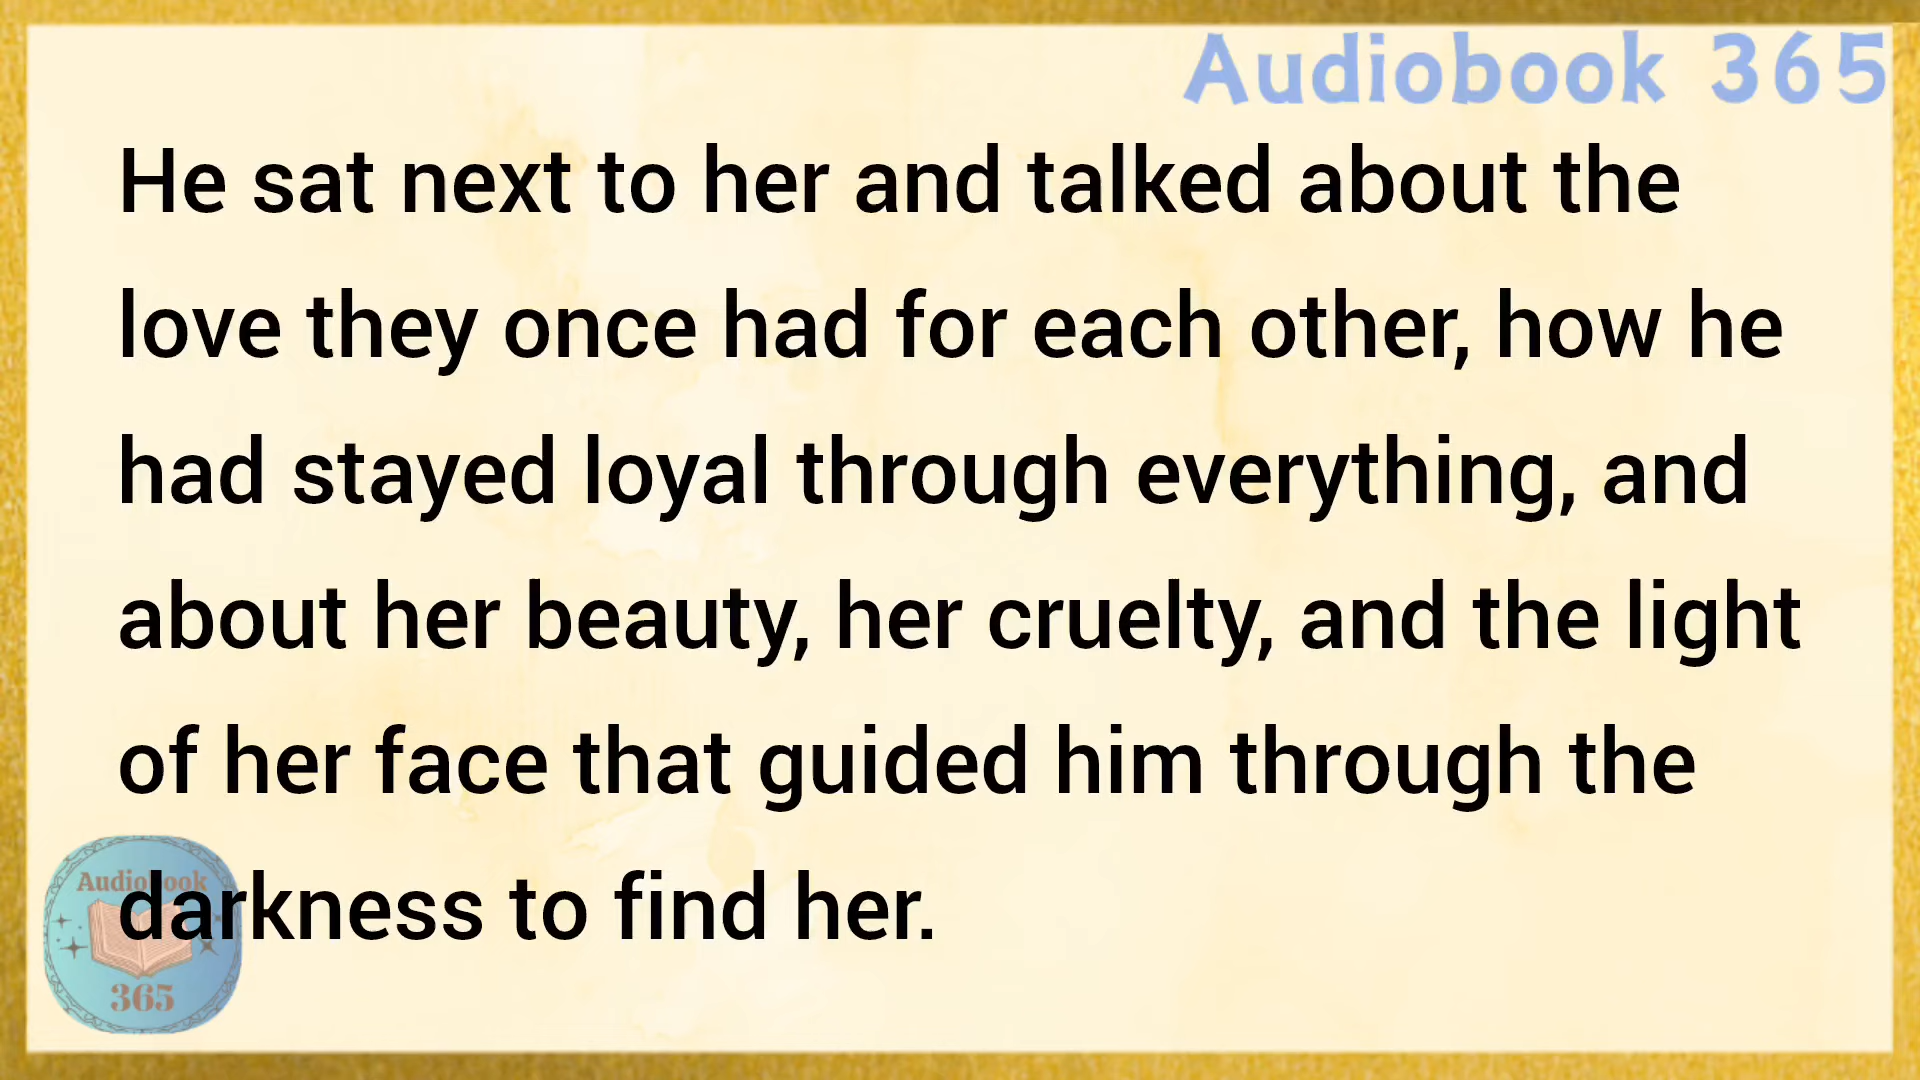 Audiobook 365
He sat next to her and talked about the
love they once had for each other, how he
had stayed loyal through everything, and
about her beauty, her cruelty, and the light
of her face that guided him through the
darkness to find her.
Audiobook
365